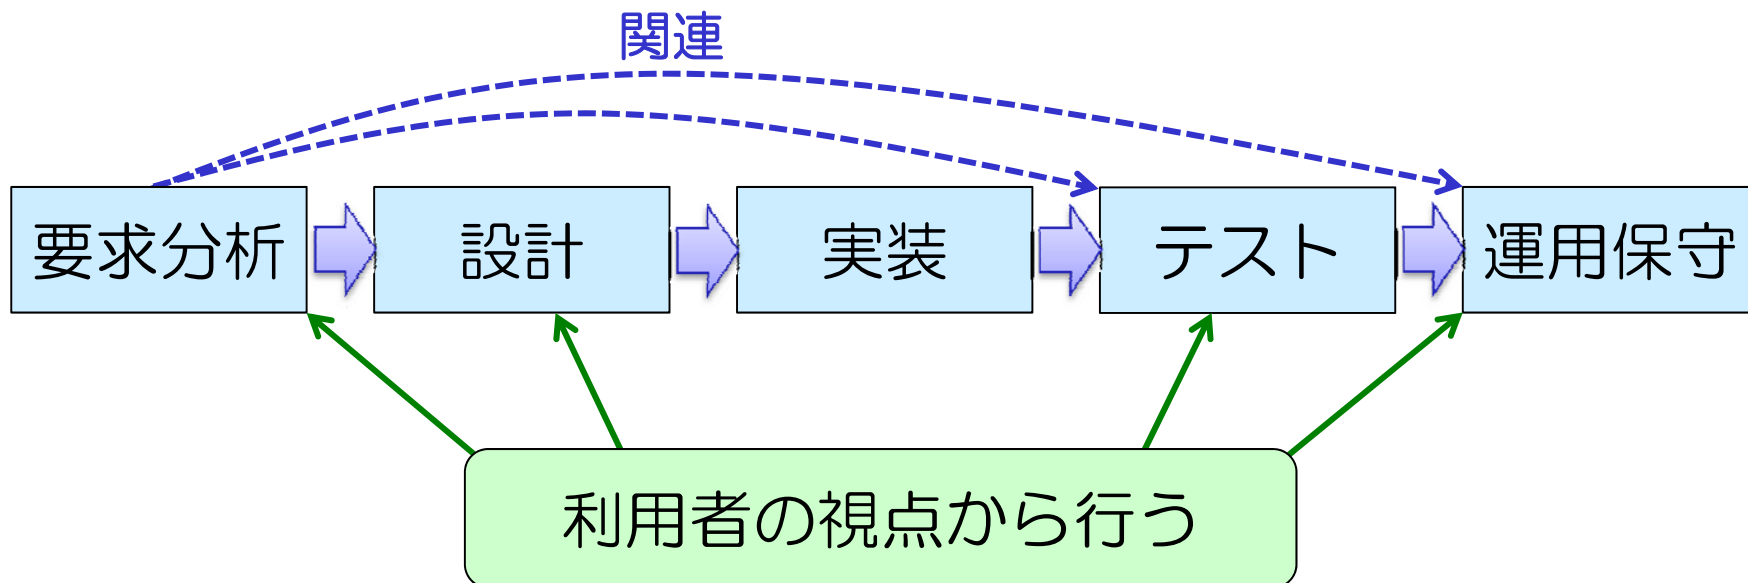 関連
要求分析
設計
実装
テスト
運用保守
利用者の視点から行う